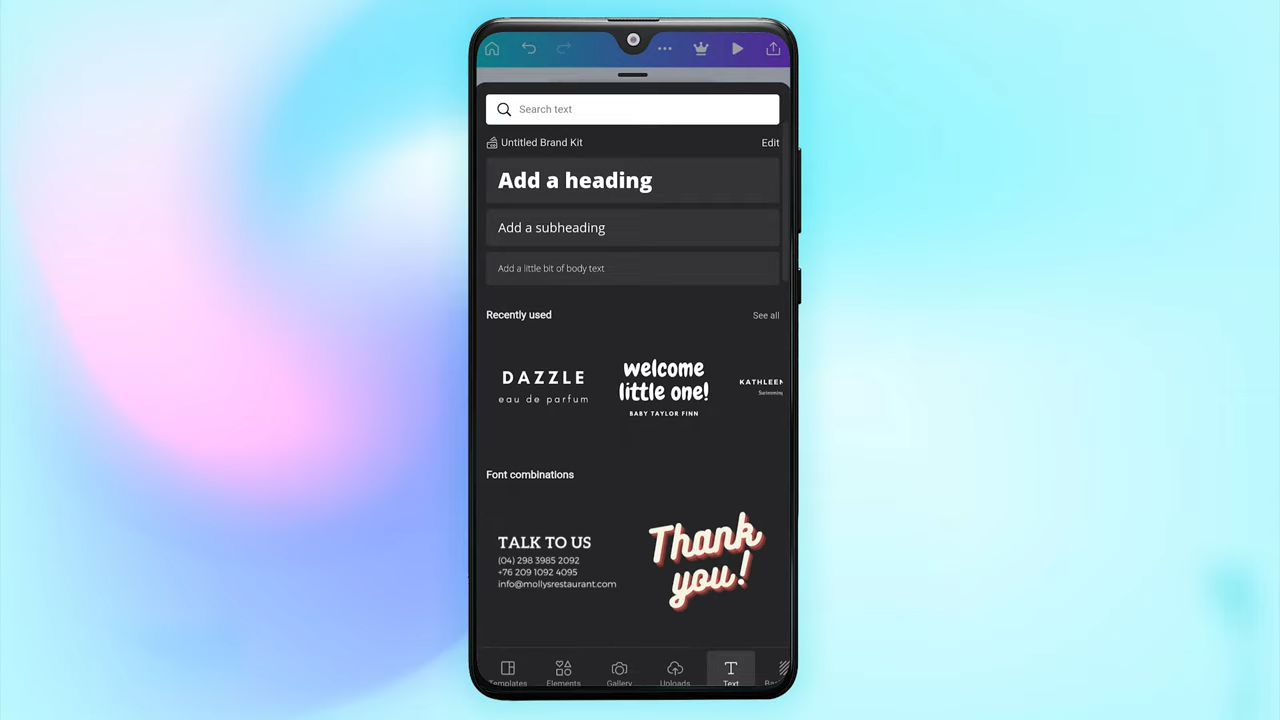 Search text
Untitled Brand Kit Edit
Add a heading
Add a subheading
Add a little bit of body text
Recently used See all
DAZZLE
eau de parfum
welcome
little one!
BABY TAYLOR FINN
KATHLEEN
Swimming
Font combinations
TALK TO US
(04) 298 3985 2092
+76 209 1092 4095
info@mollysrestaurant.com
Thank
you!
Templates Elements Gallery Uploads Text